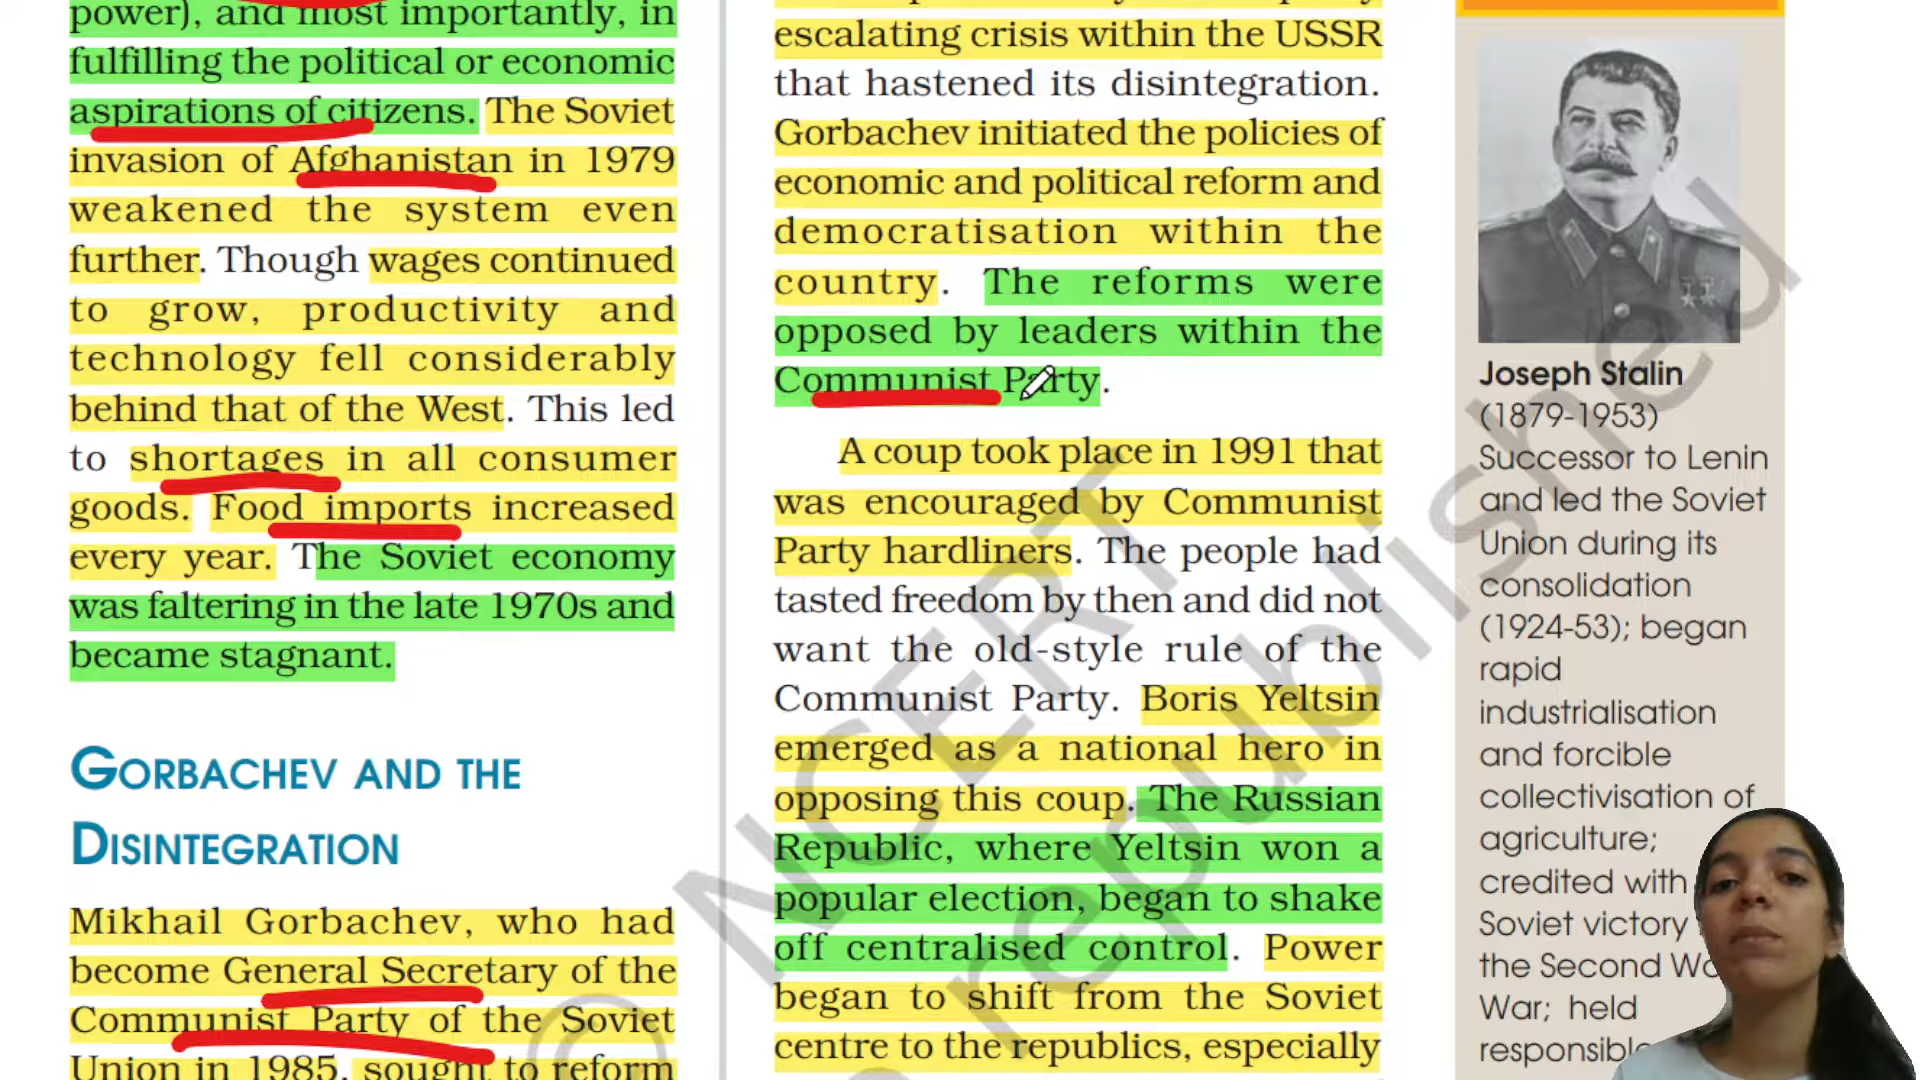 power), and most importantly, in
fulfilling the political or economic
aspirations of citizens. The Soviet
invasion of Afghanistan in 1979
weakened the system even
further. Though wages continued
to grow, productivity and
technology fell considerably
behind that of the West. This led
to shortages in all consumer
goods. Food imports increased
every year. The Soviet economy
was faltering in the late 1970s and
became stagnant.
GORBACHEV AND THE
DISINTEGRATION
Mikhail Gorbachev, who had
become General Secretary of the
Communist Party of the Soviet
Union in 1985, sought to reform
escalating crisis within the USSR
that hastened its disintegration.
Gorbachev initiated the policies of
economic and political reform and
democratisation within the
country. The reforms were
opposed by leaders within the
Communist Party.
A coup took place in 1991 that
was encouraged by Communist
Party hardliners. The people had
tasted freedom by then and did not
want the old-style rule of the
Communist Party. Boris Yeltsin
emerged as a national hero in
opposing this coup. The Russian
Republic, where Yeltsin won a
popular election, began to shake
off centralised control. Power
began to shift from the Soviet
centre to the republics, especially
Joseph Stalin
(1879-1953)
Successor to Lenin
and led the Soviet
Union during its
consolidation
(1924-53); began
rapid
industrialisation
and forcible
collectivisation of
agriculture;
credited with
Soviet victory
the Second
War; held
© NCERT
republished